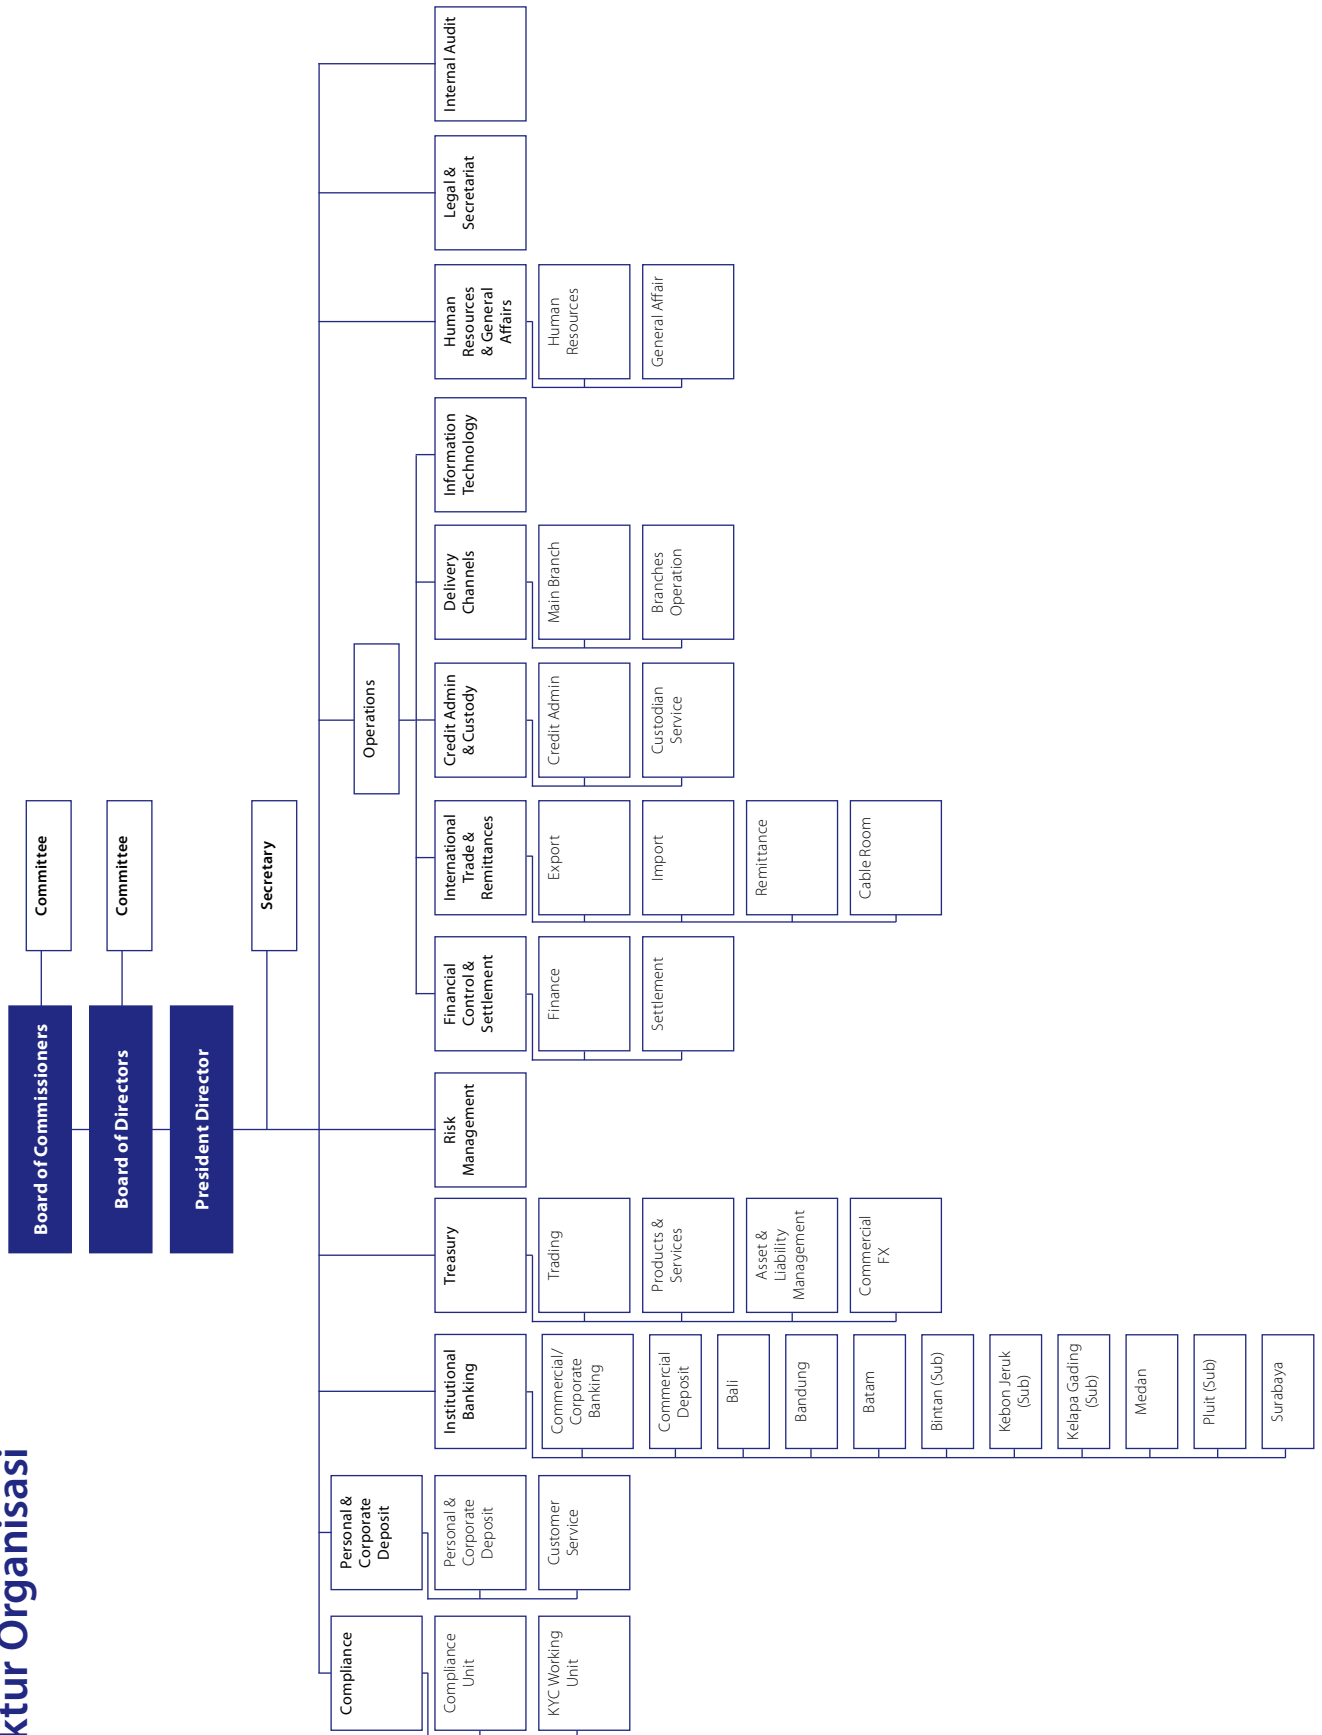 ktur Organisasi
Board of Commissioners
Committee
Board of Directors
Committee
President Director
Secretary
Compliance
Compliance
Unit
KYC Working
Unit
Personal &
Corporate
Deposit
Personal &
Corporate
Deposit
Customer
Service
Institutional
Banking
Commercial/
Corporate
Banking
Commercial
Deposit
Bali
Bandung
Batam
Bintan (Sub)
Kebon Jeruk
(Sub)
Kelapa Gading
(Sub)
Medan
Pluit (Sub)
Surabaya
Treasury
Trading
Products &
Services
Asset &
Liability
Management
Commercial
FX
Risk
Management
Operations
Financial
Control &
Settlement
Finance
Settlement
International
Trade &
Remittances
Export
Import
Remittance
Cable Room
Credit Admin
& Custody
Credit Admin
Custodian
Service
Delivery
Channels
Main Branch
Branches
Operation
Information
Technology
Human
Resources
& General
Affairs
Human
Resources
General Affair
Legal &
Secretariat
Internal Audit